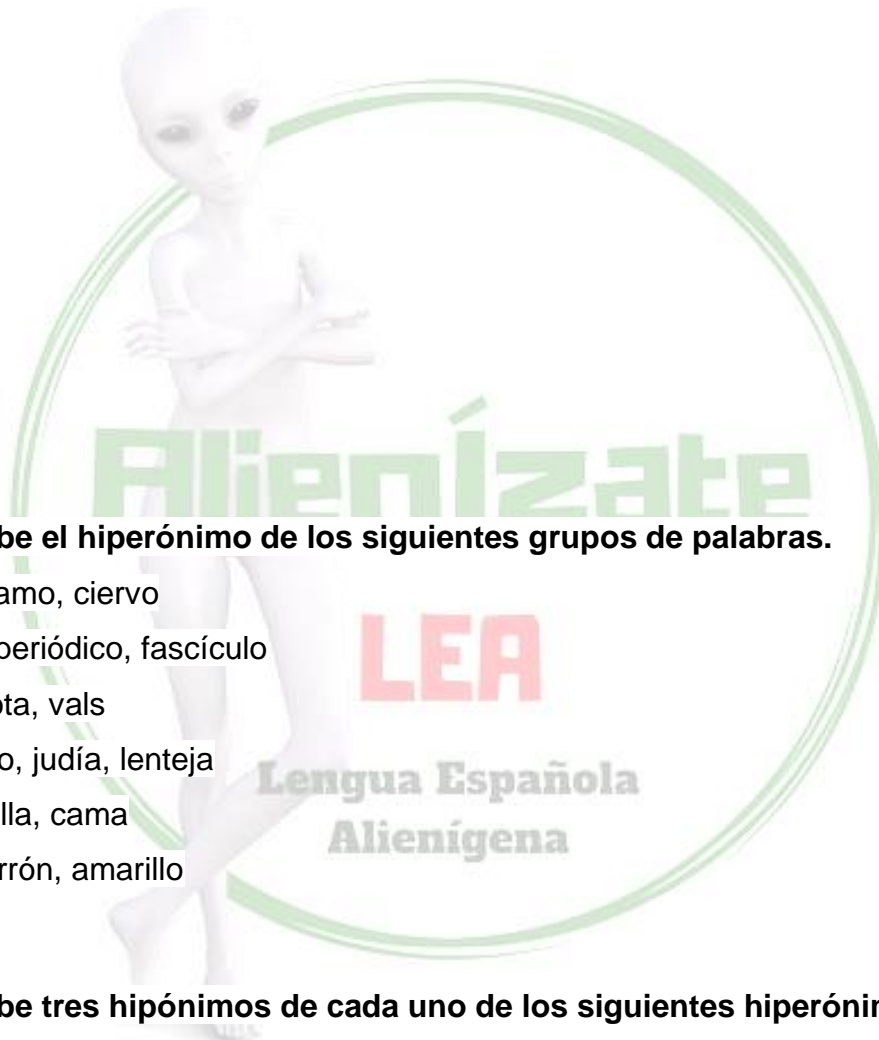 Alienízate
be el hiperónimo de los siguientes grupos de palabras.
amo, ciervo
periódico, fascículo
ota, vals
o, judía, lenteja
LEA
Lengua Española
lla, cama
Alienígena
rrón, amarillo
be tres hipónimos de cada uno de los siguientes hiperónim